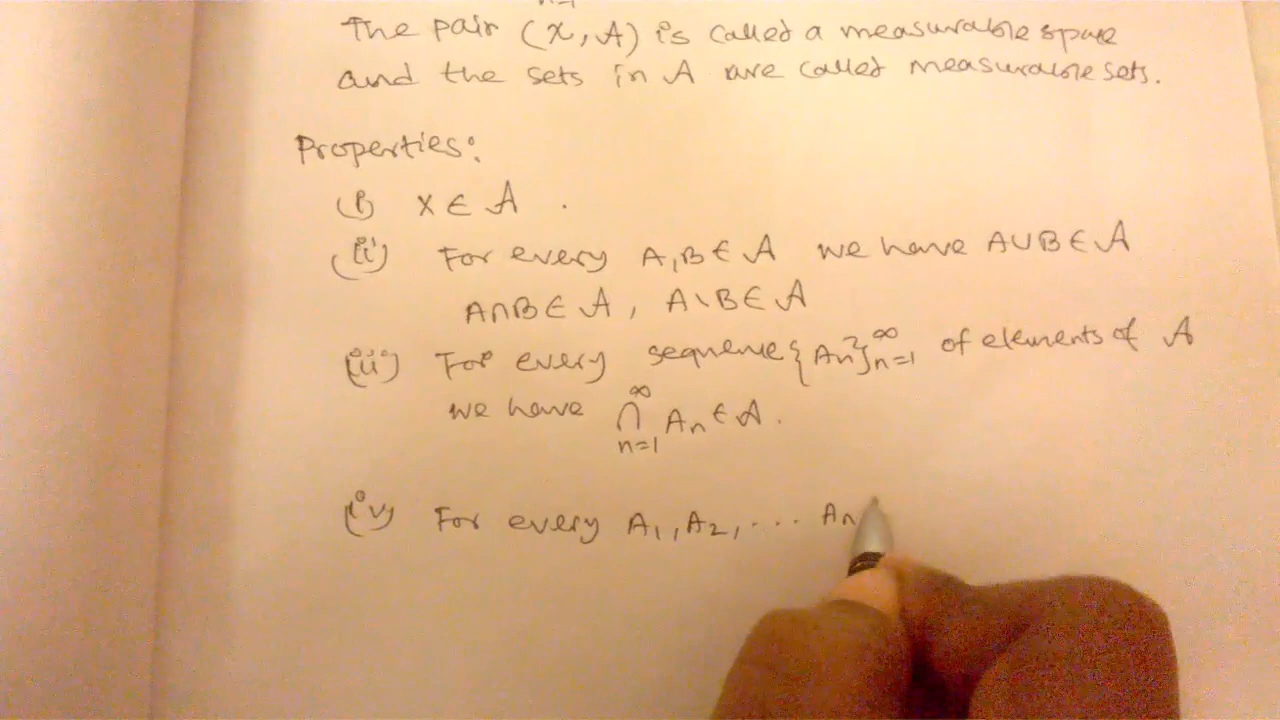 The pair (X, A) is called a measurable space
and the sets in A are called measurable sets.
Properties:
(i) X ∈ A .
(ii) For every A, B ∈ A we have A∪B ∈ A
A∩B ∈ A, A\B ∈ A
(iii) For every sequence {An}∞n=1 of elements of A
we have ∞⋂n=1 An ∈ A.
(iv) For every A1, A2, ... An